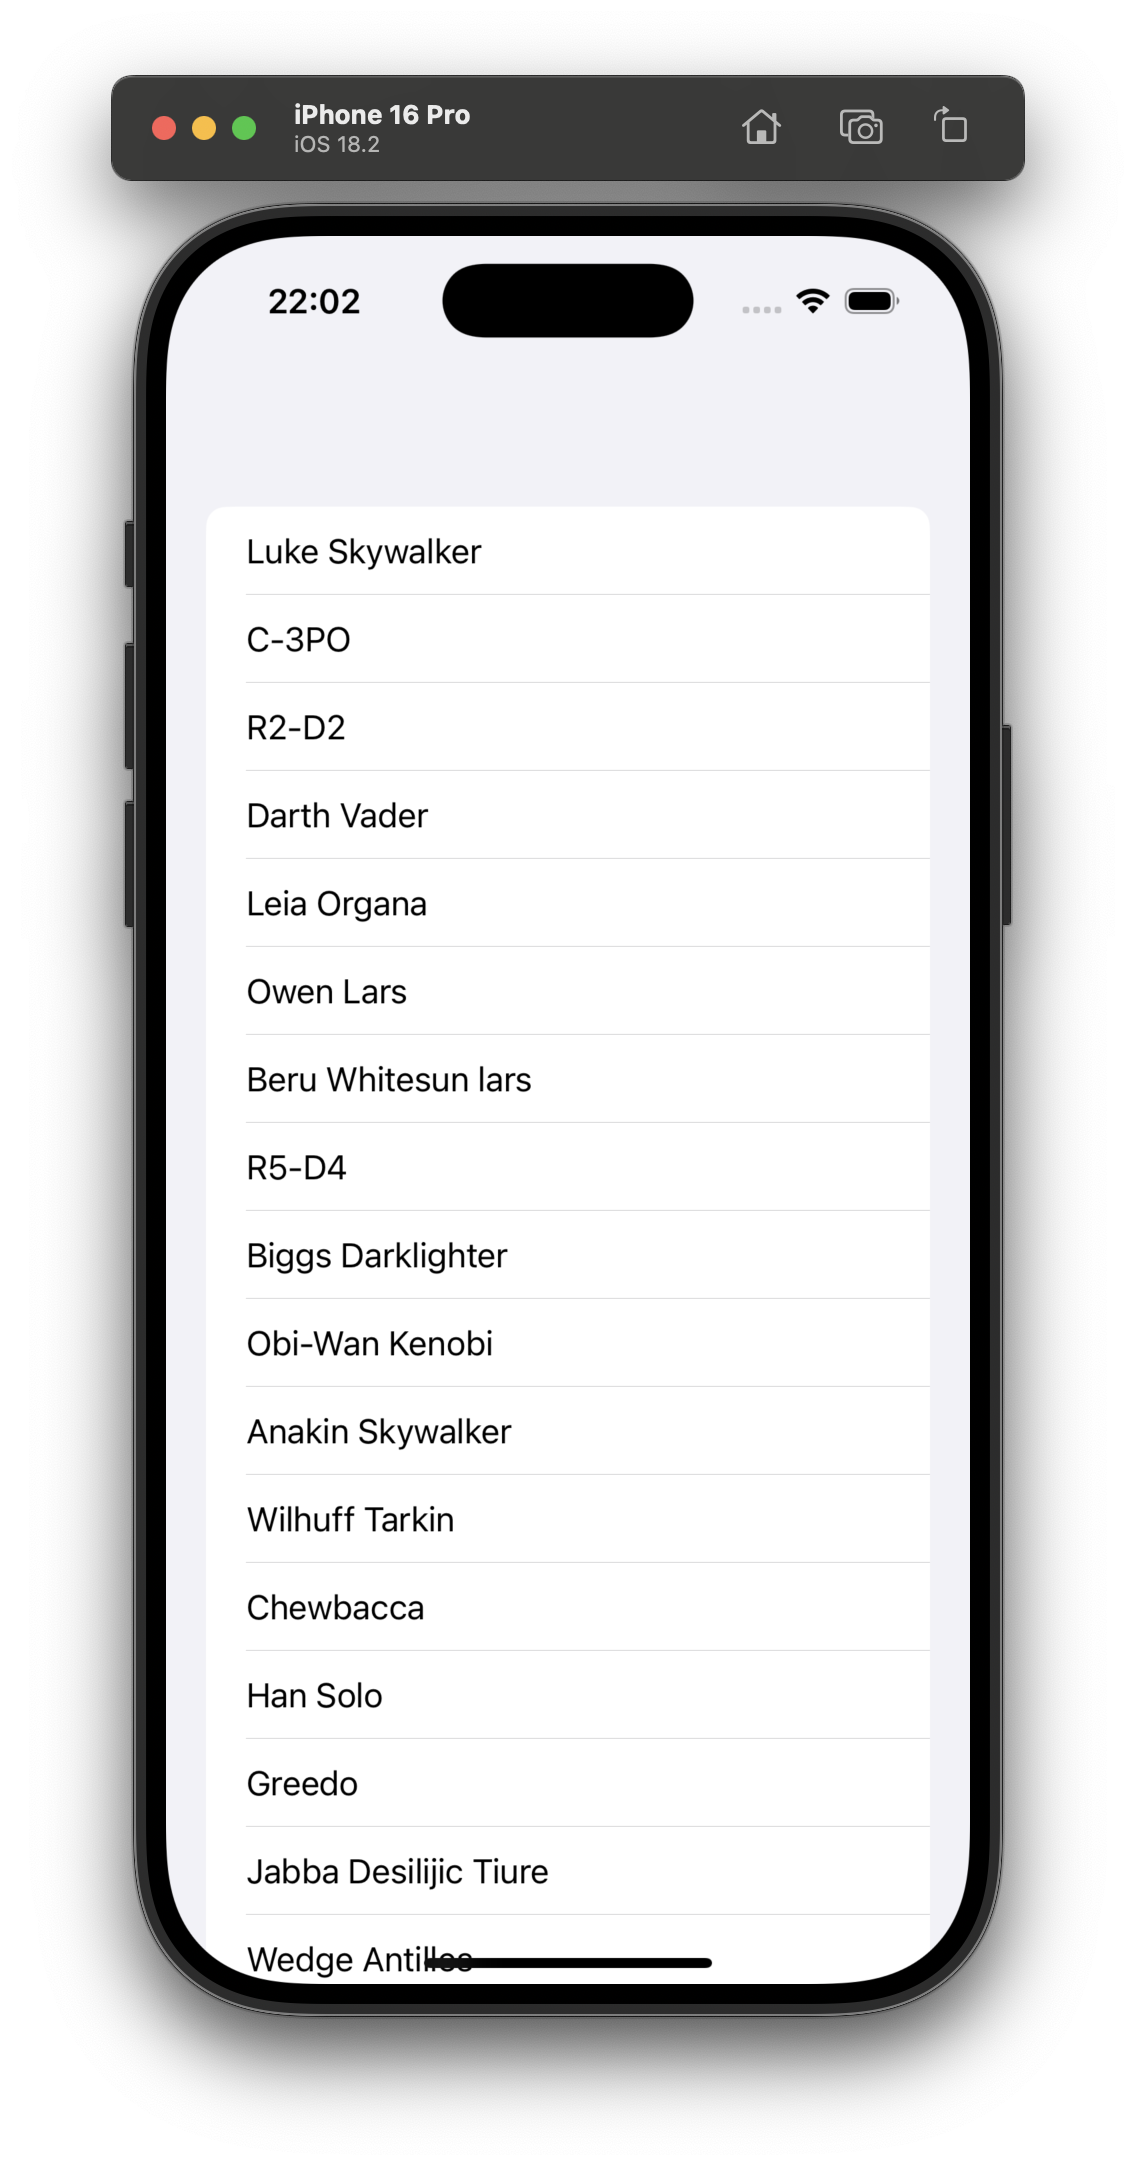 iPhone 16 Pro
iOS 18.2
22:02
Luke Skywalker
C-3PO
R2-D2
Darth Vader
Leia Organa
Owen Lars
Beru Whitesun lars
R5-D4
Biggs Darklighter
Obi-Wan Kenobi
Anakin Skywalker
Wilhuff Tarkin
Chewbacca
Han Solo
Greedo
Jabba Desilijic Tiure
Wedge Antilles